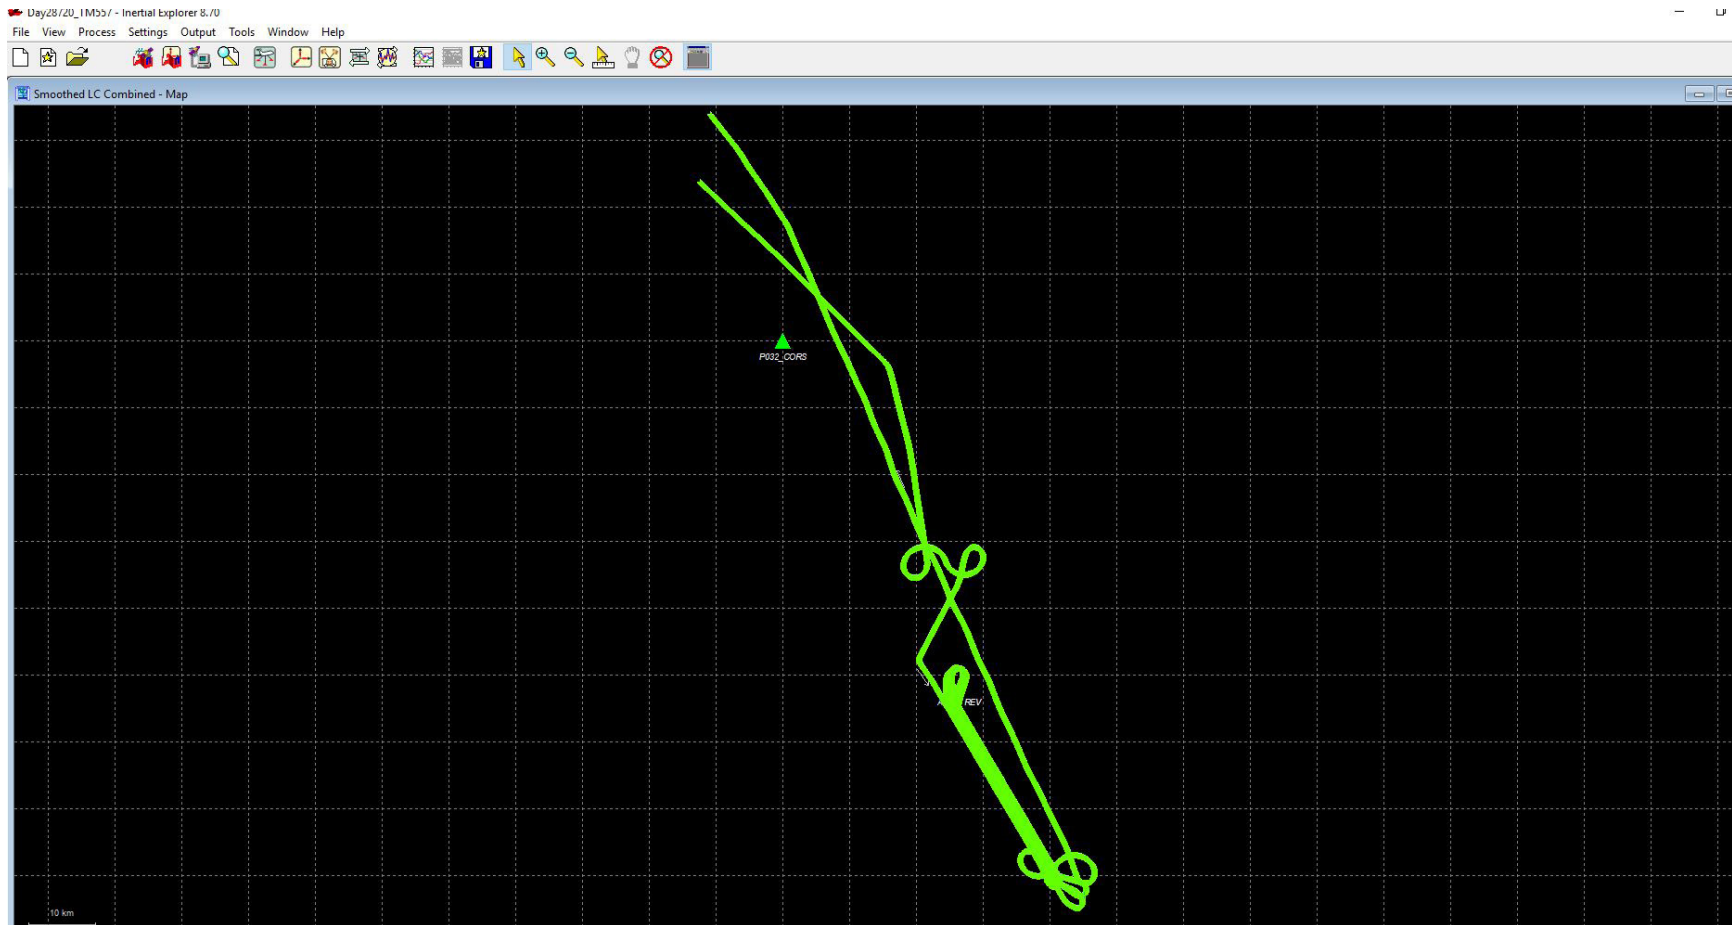 Day28720_TM557 - Inertial Explorer 8.70
File View Process Settings Output Tools Window Help
Smoothed LC Combined - Map
P032_CORS
REV
10 km